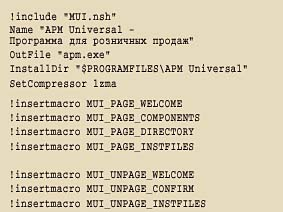 !include "MUI.nsh"
Name "АРМ Universal -
Программа для розничных продаж"
OutFile "apm.exe"
InstallDir "$PROGRAMFILES\APM Universal"
SetCompressor lzma
!insertmacro MUI_PAGE_WELCOME
!insertmacro MUI_PAGE_COMPONENTS
!insertmacro MUI_PAGE_DIRECTORY
!insertmacro MUI_PAGE_INSTFILES
!insertmacro MUI_UNPAGE_WELCOME
!insertmacro MUI_UNPAGE_CONFIRM
!insertmacro MUI_UNPAGE_INSTFILES